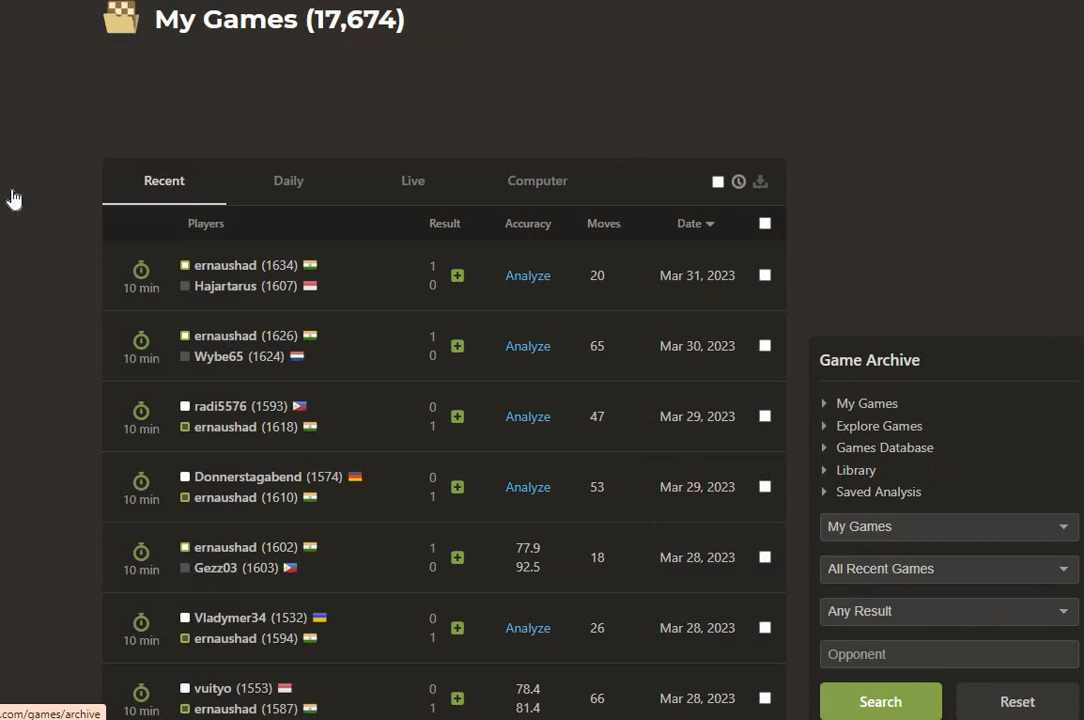 My Games (17,674)
Recent Daily Live Computer
Players Result Accuracy Moves Date
ernaushad (1634) 1
Hajartarus (1607) 0
10 min Analyze 20 Mar 31, 2023
ernaushad (1626) 1
Wybe65 (1624) 0
10 min Analyze 65 Mar 30, 2023
radi5576 (1593) 0
ernaushad (1618) 1
10 min Analyze 47 Mar 29, 2023
Donnerstagabend (1574) 0
ernaushad (1610) 1
10 min Analyze 53 Mar 29, 2023
ernaushad (1602) 1 77.9
Gezz03 (1603) 0 92.5
10 min 18 Mar 28, 2023
Vladymer34 (1532) 0
ernaushad (1594) 1
10 min Analyze 26 Mar 28, 2023
vuityo (1553) 0 78.4
ernaushad (1587) 1 81.4
10 min 66 Mar 28, 2023
Game Archive
My Games
Explore Games
Games Database
Library
Saved Analysis
My Games
All Recent Games
Any Result
Opponent
Search Reset
.com/games/archive